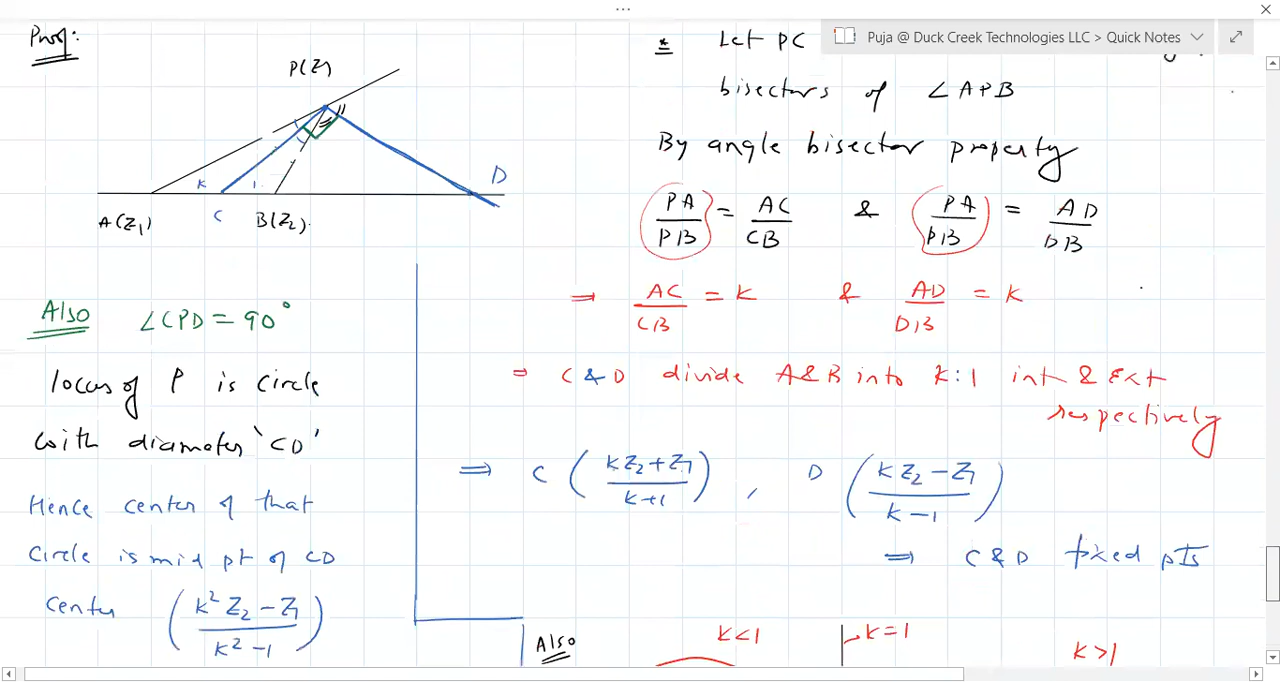 Proof:
P(Z)
K
1
D
A(Z₁)
C
B(Z₂).
Also ∠CPD = 90°
locus of P is circle
with diameter 'CD'
Hence center of that
circle is mid pt of CD
center ( K² Z₂ − Z₁ / K² − 1 )
Puja @ Duck Creek Technologies LLC > Quick Notes
* Let PC
bisectors of ∠APB
By angle bisector property
PA/PB = AC/CB & PA/PB = AD/DB
⇒ AC/CB = K & AD/DB = K
⇒ C & D divide A&B into K:1 int & Ext
respectively
⇒ C ( KZ₂+Z₁ / K+1 ) , D ( KZ₂ − Z₁ / K − 1 )
⇒ C & D fixed pts
Also
K<1
K=1
K>1